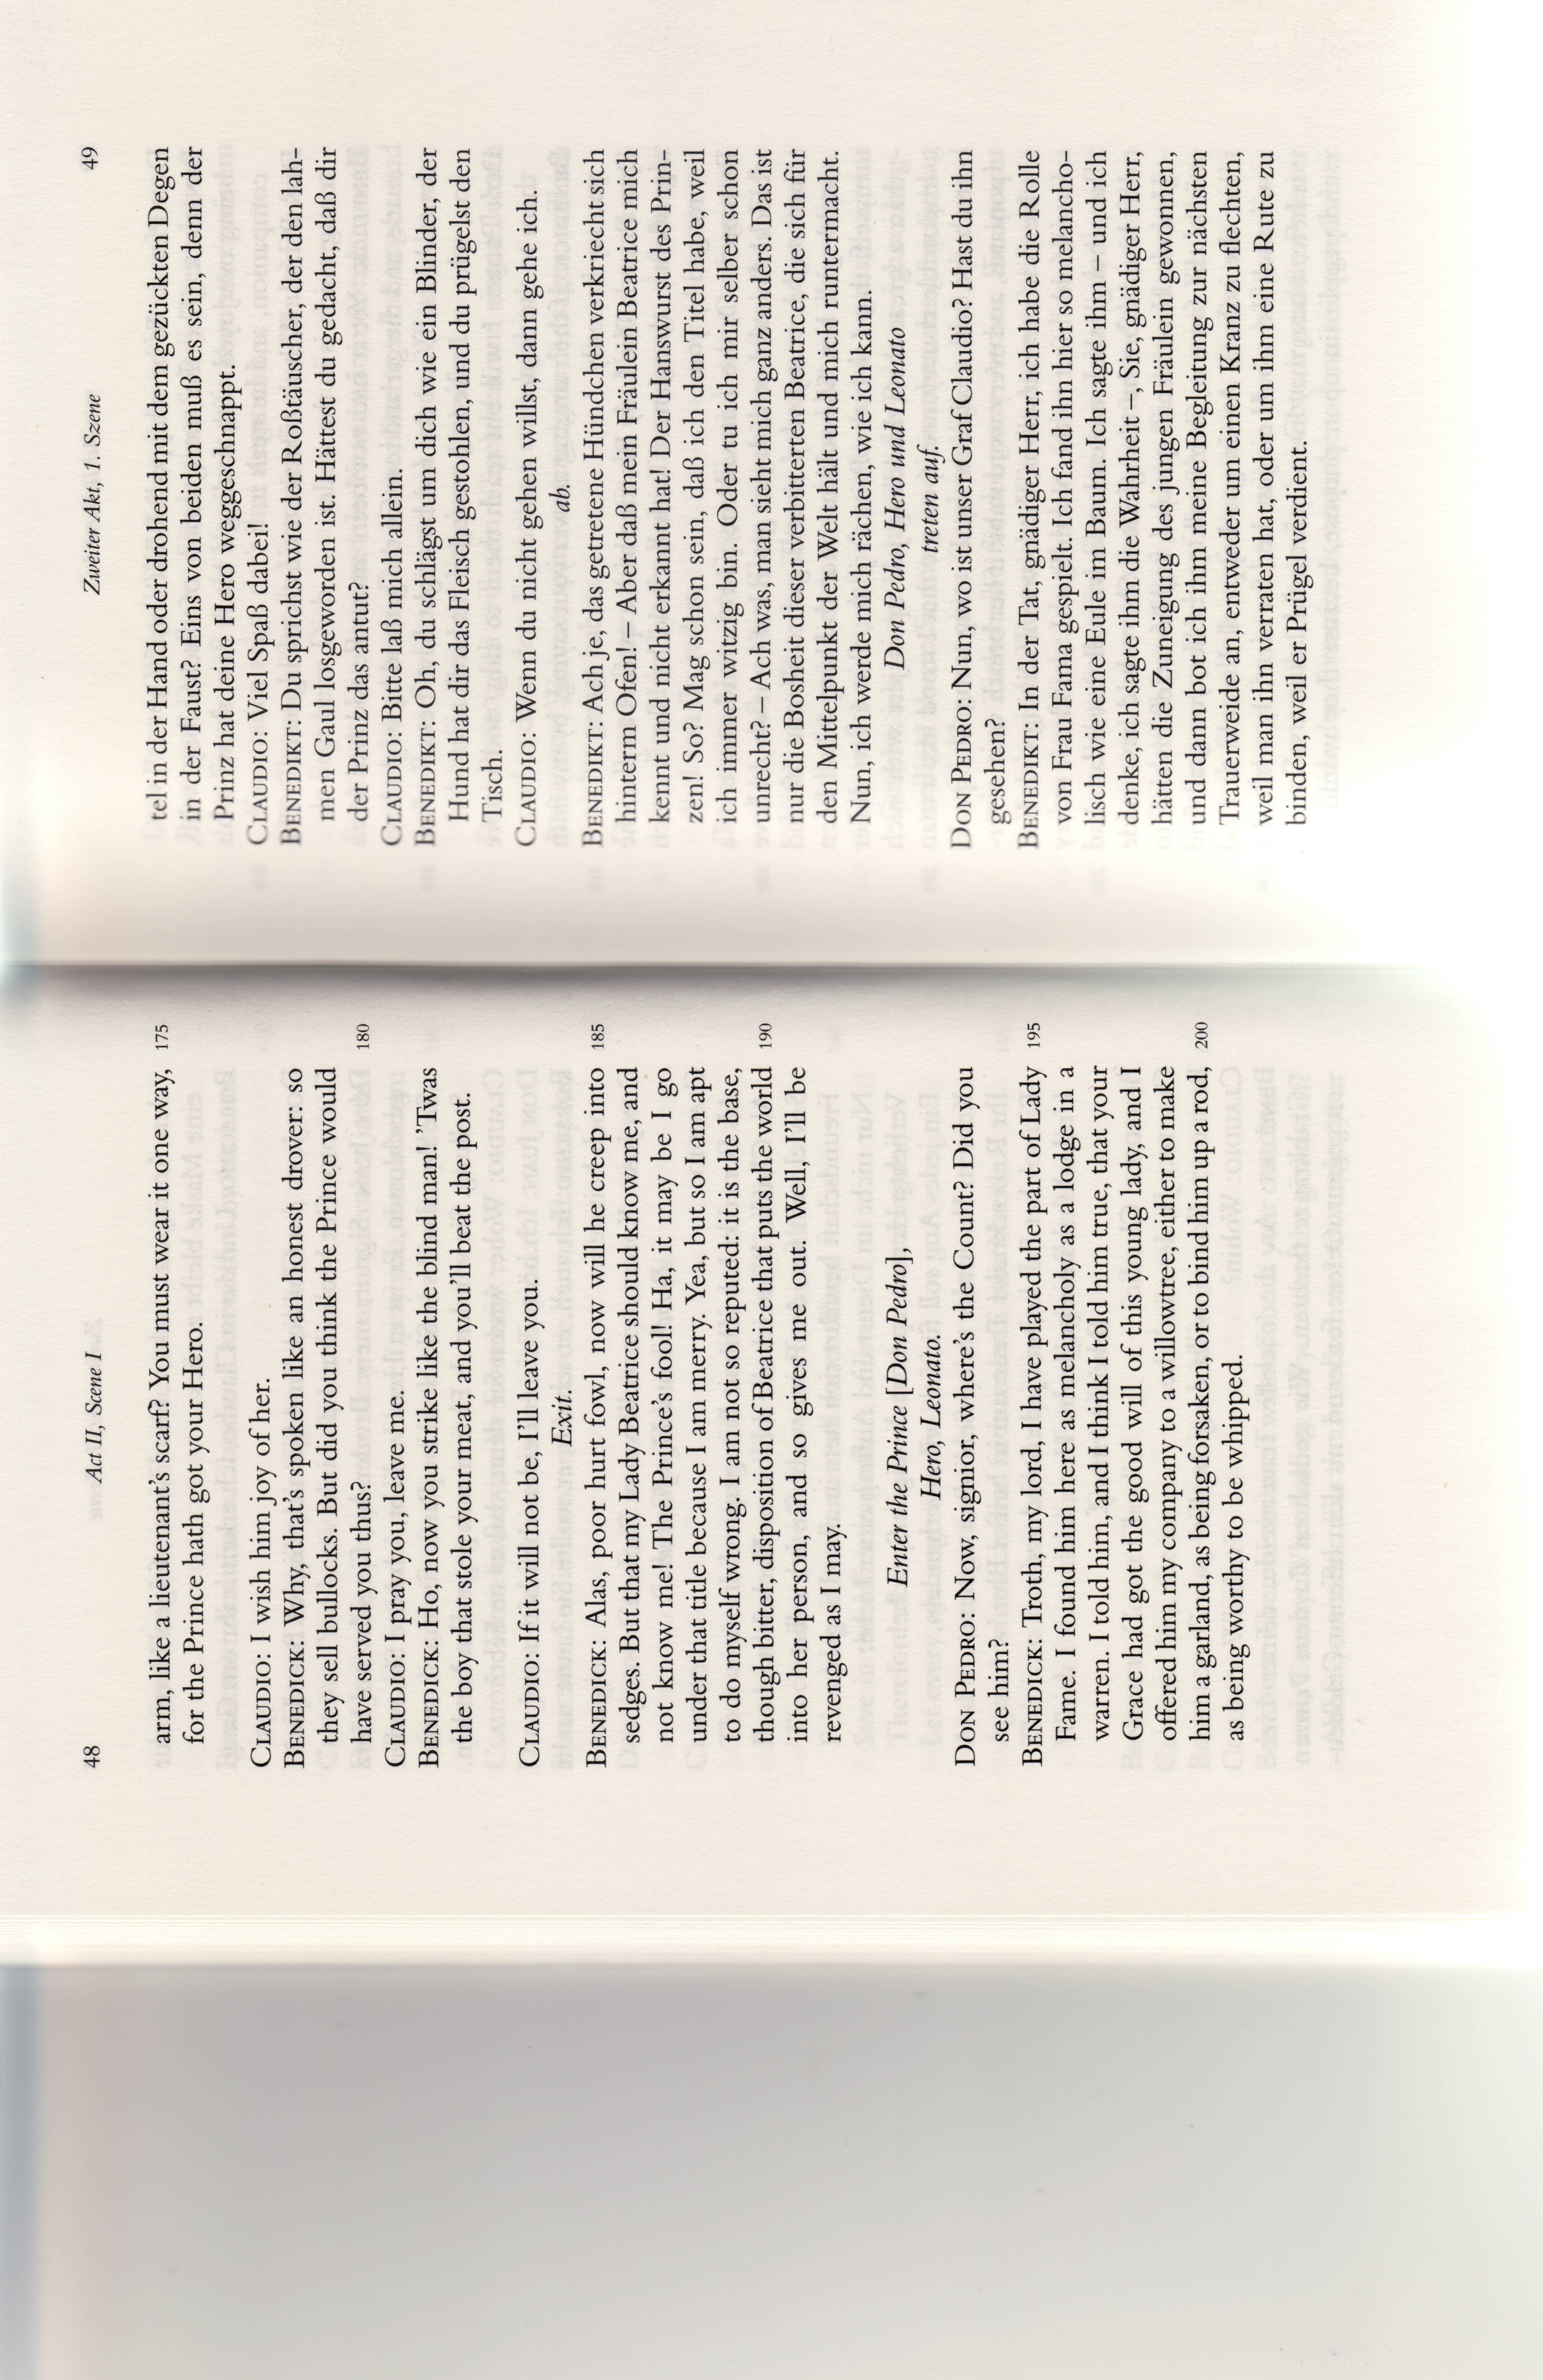 48
Act II, Scene I
arm, like a lieutenant's scarf? You must wear it one way, 175
for the Prince hath got your Hero.
CLAUDIO: I wish him joy of her.
BENEDICK: Why, that's spoken like an honest drover: so
they sell bullocks. But did you think the Prince would
have served you thus? 180
CLAUDIO: I pray you, leave me.
BENEDICK: Ho, now you strike like the blind man! 'Twas
the boy that stole your meat, and you'll beat the post.
CLAUDIO: If it will not be, I'll leave you.
Exit.
BENEDICK: Alas, poor hurt fowl, now will he creep into 185
sedges. But that my Lady Beatrice should know me, and
not know me! The Prince's fool! Ha, it may be I go
under that title because I am merry. Yea, but so I am apt
to do myself wrong. I am not so reputed: it is the base,
though bitter, disposition of Beatrice that puts the world 190
into her person, and so gives me out. Well, I'll be
revenged as I may.
Enter the Prince [Don Pedro],
Hero, Leonato.
DON PEDRO: Now, signior, where's the Count? Did you
see him?
BENEDICK: Troth, my lord, I have played the part of Lady 195
Fame. I found him here as melancholy as a lodge in a
warren. I told him, and I think I told him true, that your
Grace had got the good will of this young lady, and I
offered him my company to a willowtree, either to make
him a garland, as being forsaken, or to bind him up a rod, 200
as being worthy to be whipped.
Zweiter Akt, 1. Szene
49
tel in der Hand oder drohend mit dem gezückten Degen
in der Faust? Eins von beiden muß es sein, denn der
Prinz hat deine Hero weggeschnappt.
CLAUDIO: Viel Spaß dabei!
BENEDIKT: Du sprichst wie der Roßtäuscher, der den lah-
men Gaul losgeworden ist. Hättest du gedacht, daß dir
der Prinz das antut?
CLAUDIO: Bitte laß mich allein.
BENEDIKT: Oh, du schlägst um dich wie ein Blinder, der
Hund hat dir das Fleisch gestohlen, und du prügelst den
Tisch.
CLAUDIO: Wenn du nicht gehen willst, dann gehe ich.
ab.
BENEDIKT: Ach je, das getretene Hündchen verkriecht sich
hinterm Ofen! – Aber daß mein Fräulein Beatrice mich
kennt und nicht erkannt hat! Der Hanswurst des Prin-
zen! So? Mag schon sein, daß ich den Titel habe, weil
ich immer witzig bin. Oder tu ich mir selber schon
unrecht? – Ach was, man sieht mich ganz anders. Das ist
nur die Bosheit dieser verbitterten Beatrice, die sich für
den Mittelpunkt der Welt hält und mich runtermacht.
Nun, ich werde mich rächen, wie ich kann.
Don Pedro, Hero und Leonato
treten auf.
DON PEDRO: Nun, wo ist unser Graf Claudio? Hast du ihn
gesehen?
BENEDIKT: In der Tat, gnädiger Herr, ich habe die Rolle
von Frau Fama gespielt. Ich fand ihn hier so melancho-
lisch wie eine Eule im Baum. Ich sagte ihm – und ich
denke, ich sagte ihm die Wahrheit –, Sie, gnädiger Herr,
hätten die Zuneigung des jungen Fräulein gewonnen,
und dann bot ich ihm meine Begleitung zur nächsten
Trauerweide an, entweder um einen Kranz zu flechten,
weil man ihn verraten hat, oder um ihm eine Rute zu
binden, weil er Prügel verdient.